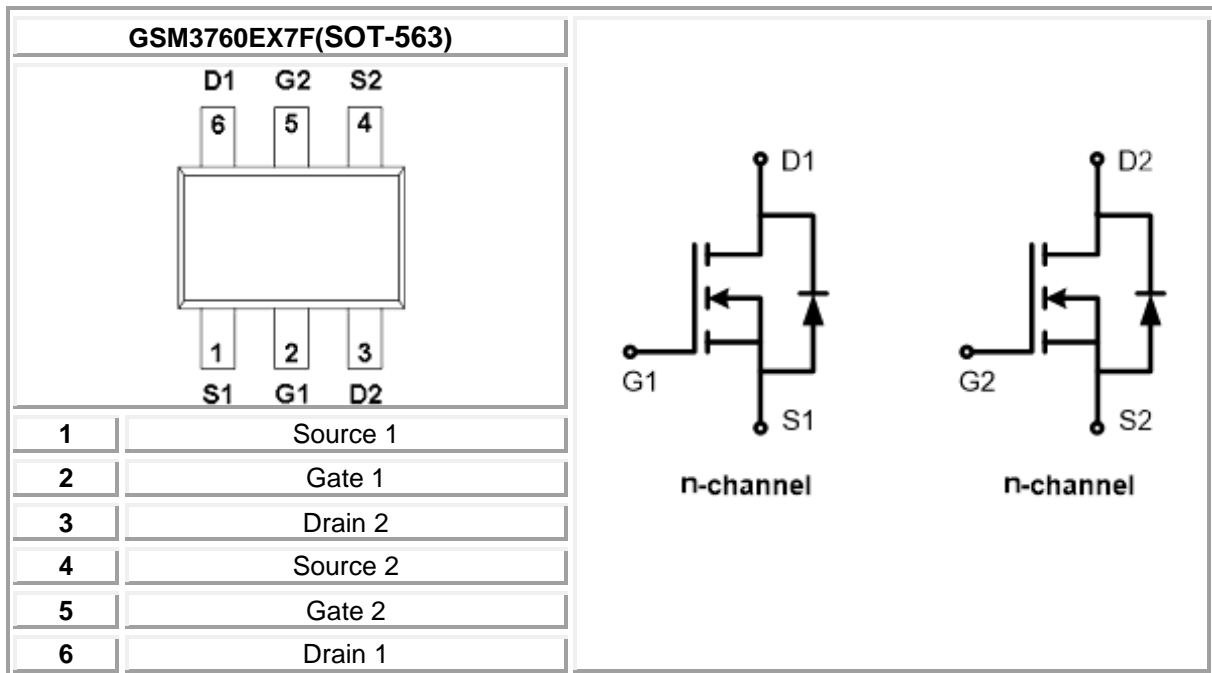 GSM3760EX7F(SOT-563)
D1 G2 S2
6 5 4
1 2 3
S1 G1 D2
1 Source 1
2 Gate 1
3 Drain 2
4 Source 2
5 Gate 2
6 Drain 1
D1 D2
G1 G2
S1 S2
n-channel n-channel